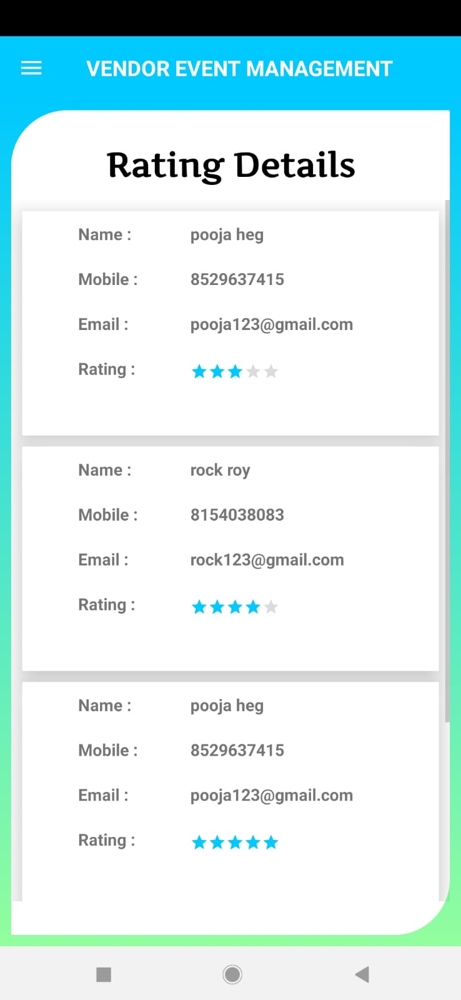 VENDOR EVENT MANAGEMENT
Rating Details
Name : pooja heg
Mobile : 8529637415
Email : pooja123@gmail.com
Rating :
Name : rock roy
Mobile : 8154038083
Email : rock123@gmail.com
Rating :
Name : pooja heg
Mobile : 8529637415
Email : pooja123@gmail.com
Rating :